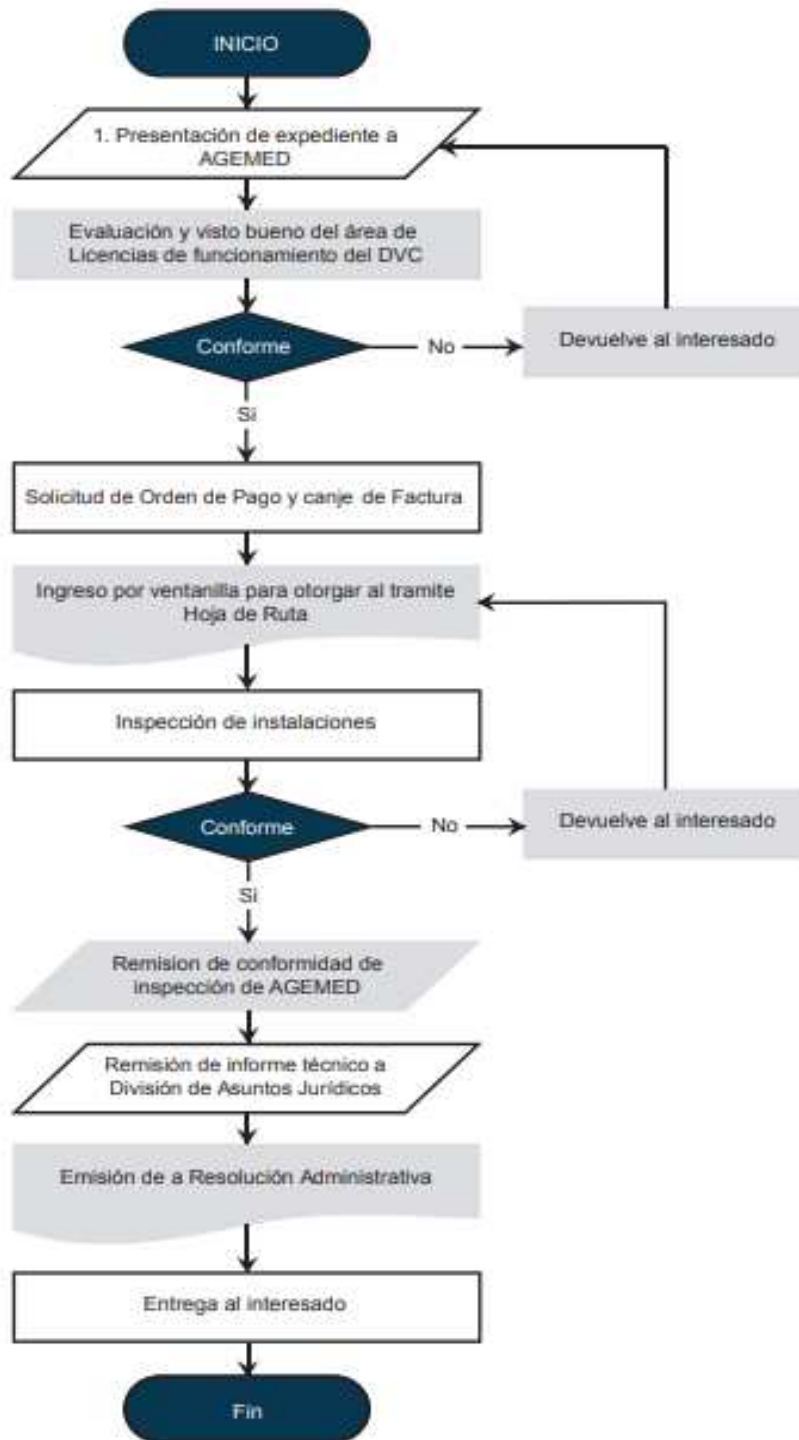 INICIO
1. Presentación de expediente a
AGEMED
Evaluación y visto bueno del área de
Licencias de funcionamiento del DVC
Conforme
No
Devuelve al interesado
Si
Solicitud de Orden de Pago y canje de Factura
Ingreso por ventanilla para otorgar al tramite
Hoja de Ruta
Inspección de instalaciones
Conforme
No
Devuelve al interesado
Si
Remision de conformidad de
inspección de AGEMED
Remisión de informe técnico a
División de Asuntos Jurídicos
Emisión de a Resolución Administrativa
Entrega al interesado
Fin